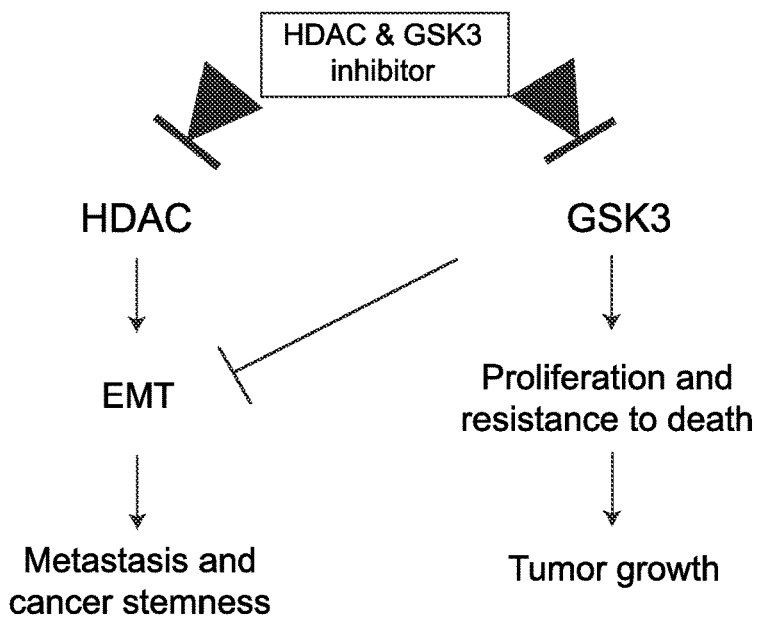 HDAC & GSK3
inhibitor
HDAC
GSK3
EMT
Proliferation and
resistance to death
Metastasis and
cancer stemness
Tumor growth